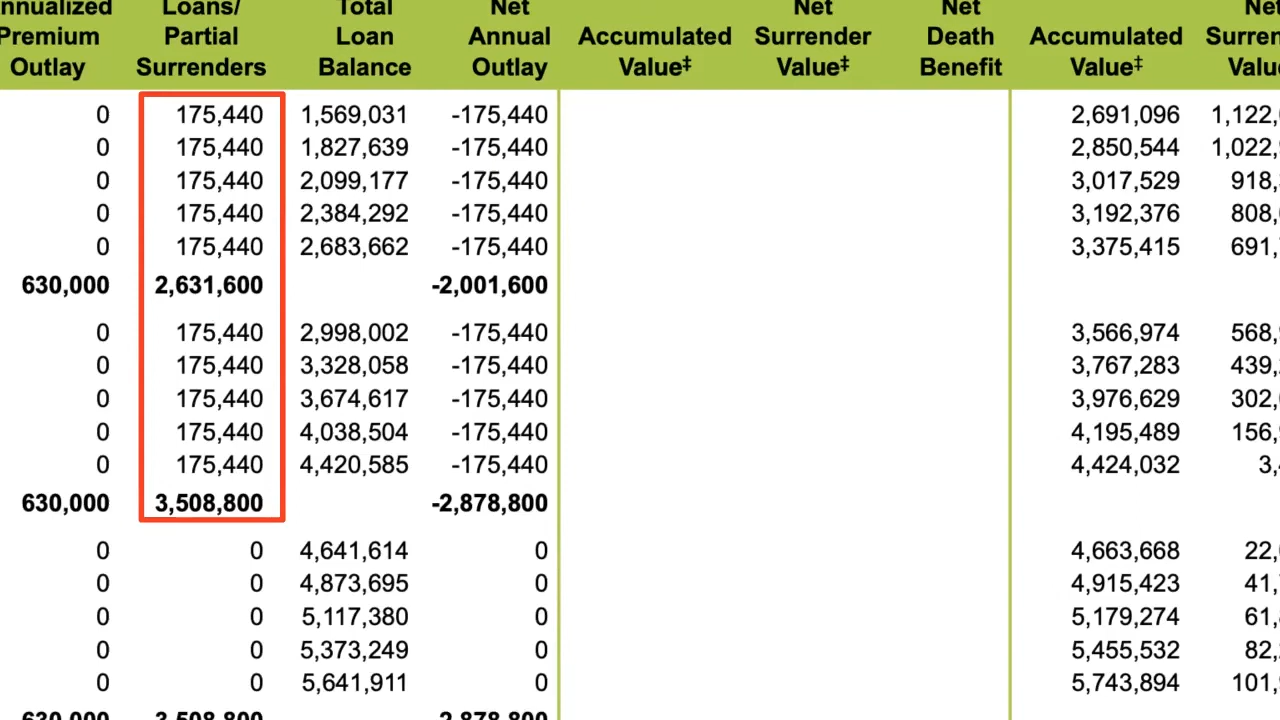 Loans/ Total Net Net Net
Premium Partial Loan Annual Accumulated Surrender Death Accumulated
Outlay Surrenders Balance Outlay Value‡ Value‡ Benefit Value‡
0 175,440 1,569,031 -175,440 2,691,096
0 175,440 1,827,639 -175,440 2,850,544
0 175,440 2,099,177 -175,440 3,017,529
0 175,440 2,384,292 -175,440 3,192,376
0 175,440 2,683,662 -175,440 3,375,415
630,000 2,631,600 -2,001,600
0 175,440 2,998,002 -175,440 3,566,974
0 175,440 3,328,058 -175,440 3,767,283
0 175,440 3,674,617 -175,440 3,976,629
0 175,440 4,038,504 -175,440 4,195,489
0 175,440 4,420,585 -175,440 4,424,032
630,000 3,508,800 -2,878,800
0 0 4,641,614 0 4,663,668
0 0 4,873,695 0 4,915,423
0 0 5,117,380 0 5,179,274
0 0 5,373,249 0 5,455,532
0 0 5,641,911 0 5,743,894
630,000 3,508,800 -2,878,800